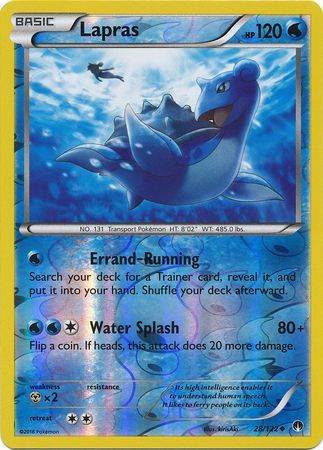 BASIC
Lapras
HP 120
NO. 131 Transport Pokémon HT: 8'02" WT: 485.0 lbs.
Errand-Running
Search your deck for a Trainer card, reveal it, and
put it into your hand. Shuffle your deck afterward.
Water Splash 80+
Flip a coin. If heads, this attack does 20 more damage.
weakness resistance
×2
retreat
Its high intelligence enables it
to understand human speech.
It likes to ferry people on its back.
©2016 Pokémon
Illus. kirisAki
28/122